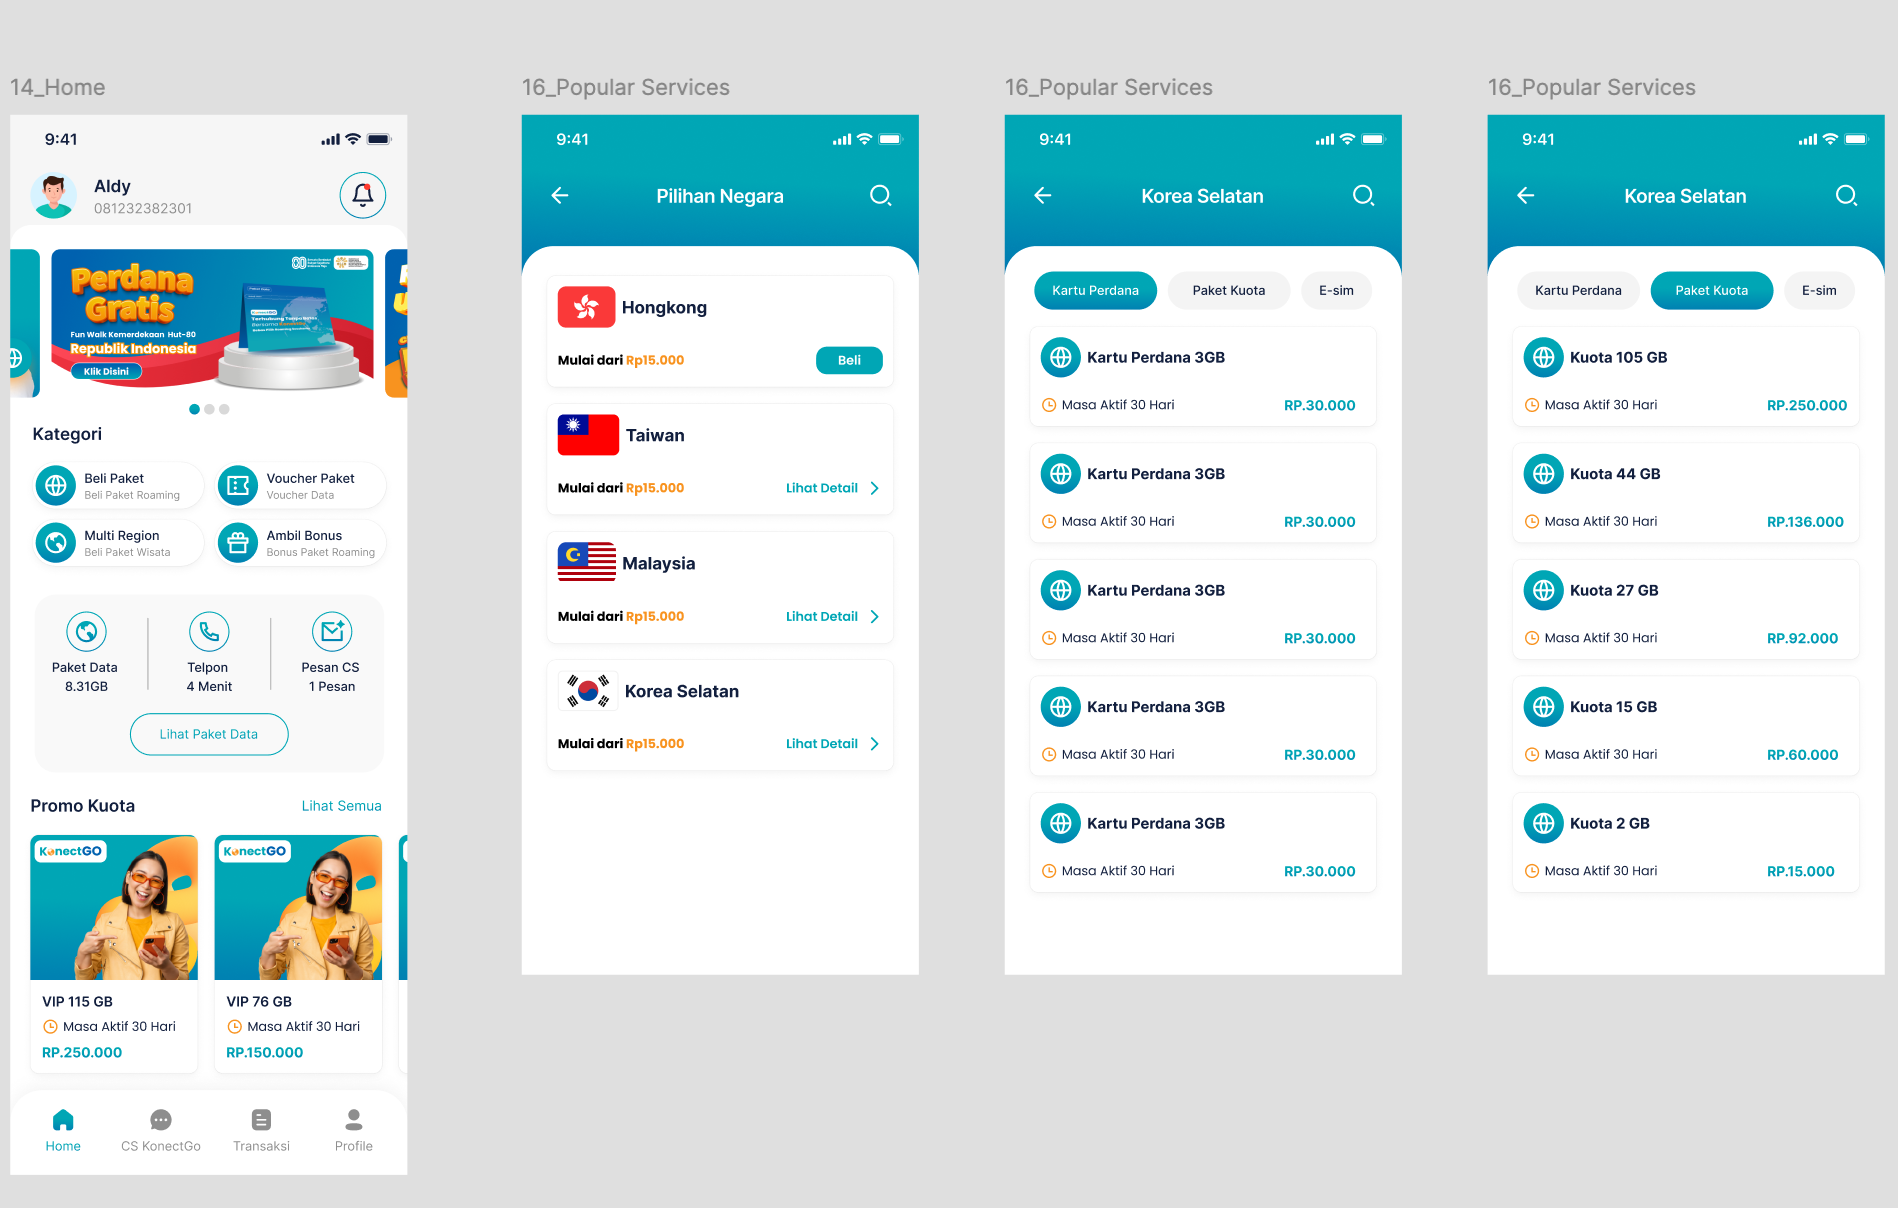 14_Home
9:41
Aldy
081232382301
Perdana
Gratis
Fun Walk Kemerdekaan Hut-80
Republik Indonesia
Klik Disini
KonectGO
Terhubung Tanpa Batas
Kategori
Beli Paket
Beli Paket Roaming
Voucher Paket
Voucher Data
Multi Region
Beli Paket Wisata
Ambil Bonus
Bonus Paket Roaming
Paket Data
8.31GB
Telpon
4 Menit
Pesan CS
1 Pesan
Lihat Paket Data
Promo Kuota
Lihat Semua
KonectGO
VIP 115 GB
Masa Aktif 30 Hari
RP.250.000
KonectGO
VIP 76 GB
Masa Aktif 30 Hari
RP.150.000
Home
CS KonectGo
Transaksi
Profile
16_Popular Services
9:41
Pilihan Negara
Hongkong
Mulai dari Rp15.000
Beli
Taiwan
Mulai dari Rp15.000
Lihat Detail
Malaysia
Mulai dari Rp15.000
Lihat Detail
Korea Selatan
Mulai dari Rp15.000
Lihat Detail
16_Popular Services
9:41
Korea Selatan
Kartu Perdana
Paket Kuota
E-sim
Kartu Perdana 3GB
Masa Aktif 30 Hari
RP.30.000
Kartu Perdana 3GB
Masa Aktif 30 Hari
RP.30.000
Kartu Perdana 3GB
Masa Aktif 30 Hari
RP.30.000
Kartu Perdana 3GB
Masa Aktif 30 Hari
RP.30.000
Kartu Perdana 3GB
Masa Aktif 30 Hari
RP.30.000
16_Popular Services
9:41
Korea Selatan
Kartu Perdana
Paket Kuota
E-sim
Kuota 105 GB
Masa Aktif 30 Hari
RP.250.000
Kuota 44 GB
Masa Aktif 30 Hari
RP.136.000
Kuota 27 GB
Masa Aktif 30 Hari
RP.92.000
Kuota 15 GB
Masa Aktif 30 Hari
RP.60.000
Kuota 2 GB
Masa Aktif 30 Hari
RP.15.000